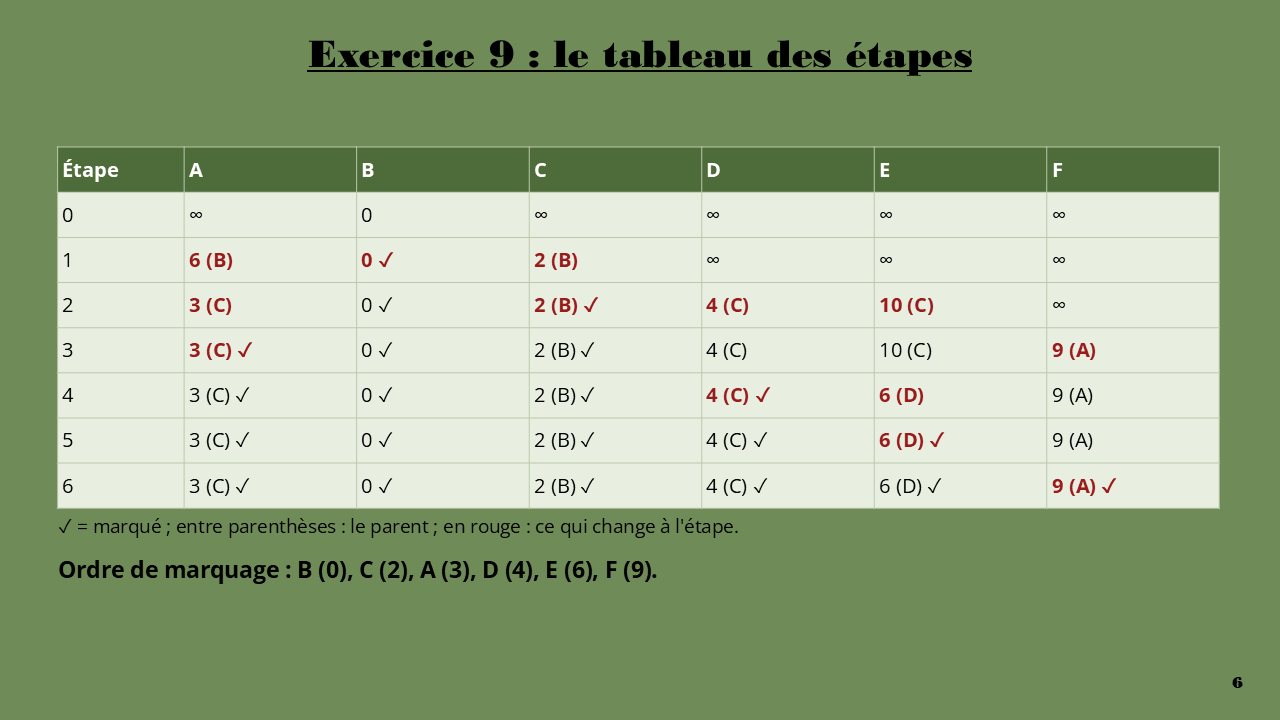 Exercice 9 : le tableau des étapes
Étape A B C D E F
0 ∞ 0 ∞ ∞ ∞ ∞
1 6 (B) 0 ✓ 2 (B) ∞ ∞ ∞
2 3 (C) 0 ✓ 2 (B) ✓ 4 (C) 10 (C) ∞
3 3 (C) ✓ 0 ✓ 2 (B) ✓ 4 (C) 10 (C) 9 (A)
4 3 (C) ✓ 0 ✓ 2 (B) ✓ 4 (C) ✓ 6 (D) 9 (A)
5 3 (C) ✓ 0 ✓ 2 (B) ✓ 4 (C) ✓ 6 (D) ✓ 9 (A)
6 3 (C) ✓ 0 ✓ 2 (B) ✓ 4 (C) ✓ 6 (D) ✓ 9 (A) ✓
✓ = marqué ; entre parenthèses : le parent ; en rouge : ce qui change à l'étape.
Ordre de marquage : B (0), C (2), A (3), D (4), E (6), F (9).
6